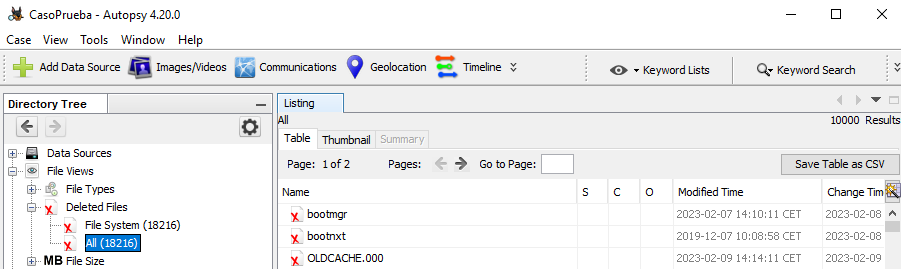 CasoPrueba - Autopsy 4.20.0
Case View Tools Window Help
Add Data Source Images/Videos Communications Geolocation Timeline Keyword Lists Keyword Search
Directory Tree
Data Sources
File Views
File Types
Deleted Files
File System (18216)
All (18216)
MB File Size
Listing
All 10000 Results
Table Thumbnail Summary
Page: 1 of 2 Pages: Go to Page: Save Table as CSV
Name S C O Modified Time Change Tim
bootmgr 2023-02-07 14:10:11 CET 2023-02-08
bootnxt 2019-12-07 10:08:58 CET 2023-02-08
OLDCACHE.000 2023-02-09 14:14:11 CET 2023-02-09